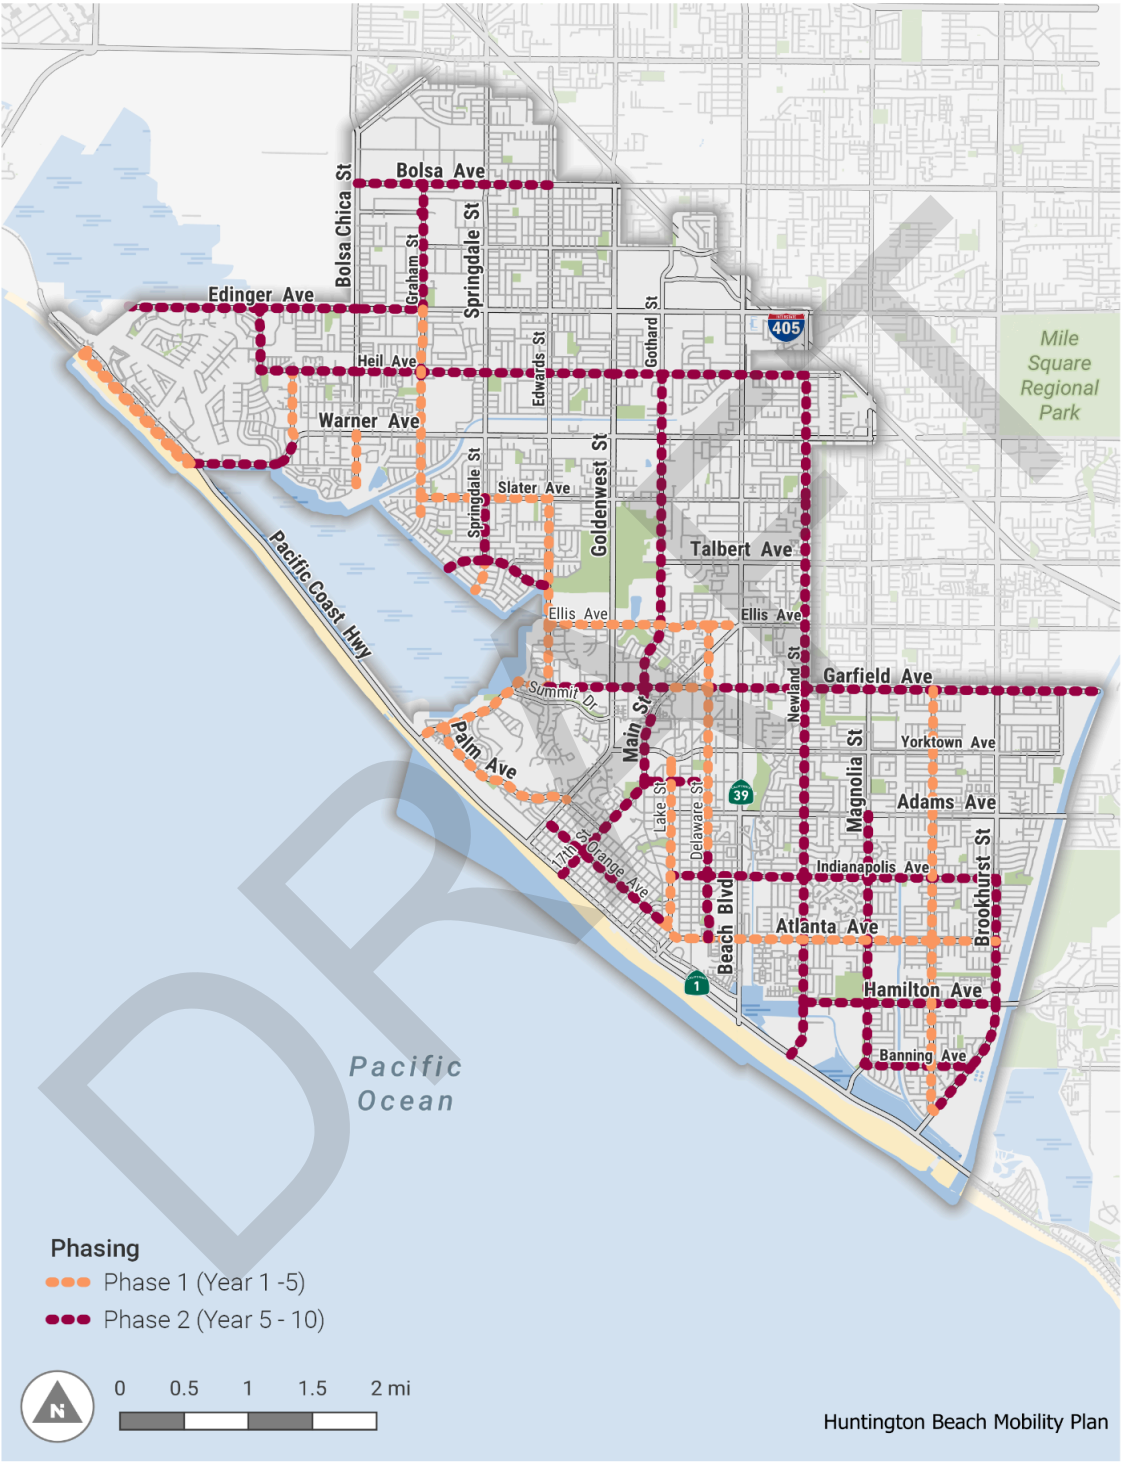 Bolsa Ave
Bolsa Chica St
Graham St
Springdale St
Edinger Ave
Gothard St
INTERSTATE
405
Mile
Square
Regional
Park
Heil Ave
Edwards St
Warner Ave
Goldenwest St
Springdale St
Slater Ave
Pacific Coast Hwy
Talbert Ave
Ellis Ave
Ellis Ave
Newland St
Garfield Ave
Summit Dr
Main St
Palm Ave
Magnolia St
Yorktown Ave
39
Lake St
Delaware St
Adams Ave
17th St
Orange Ave
Indianapolis Ave
Brookhurst St
Beach Blvd
Atlanta Ave
1
Hamilton Ave
Banning Ave
Pacific
Ocean
DRAFT
Phasing
Phase 1 (Year 1 -5)
Phase 2 (Year 5 - 10)
N
0 0.5 1 1.5 2 mi
Huntington Beach Mobility Plan